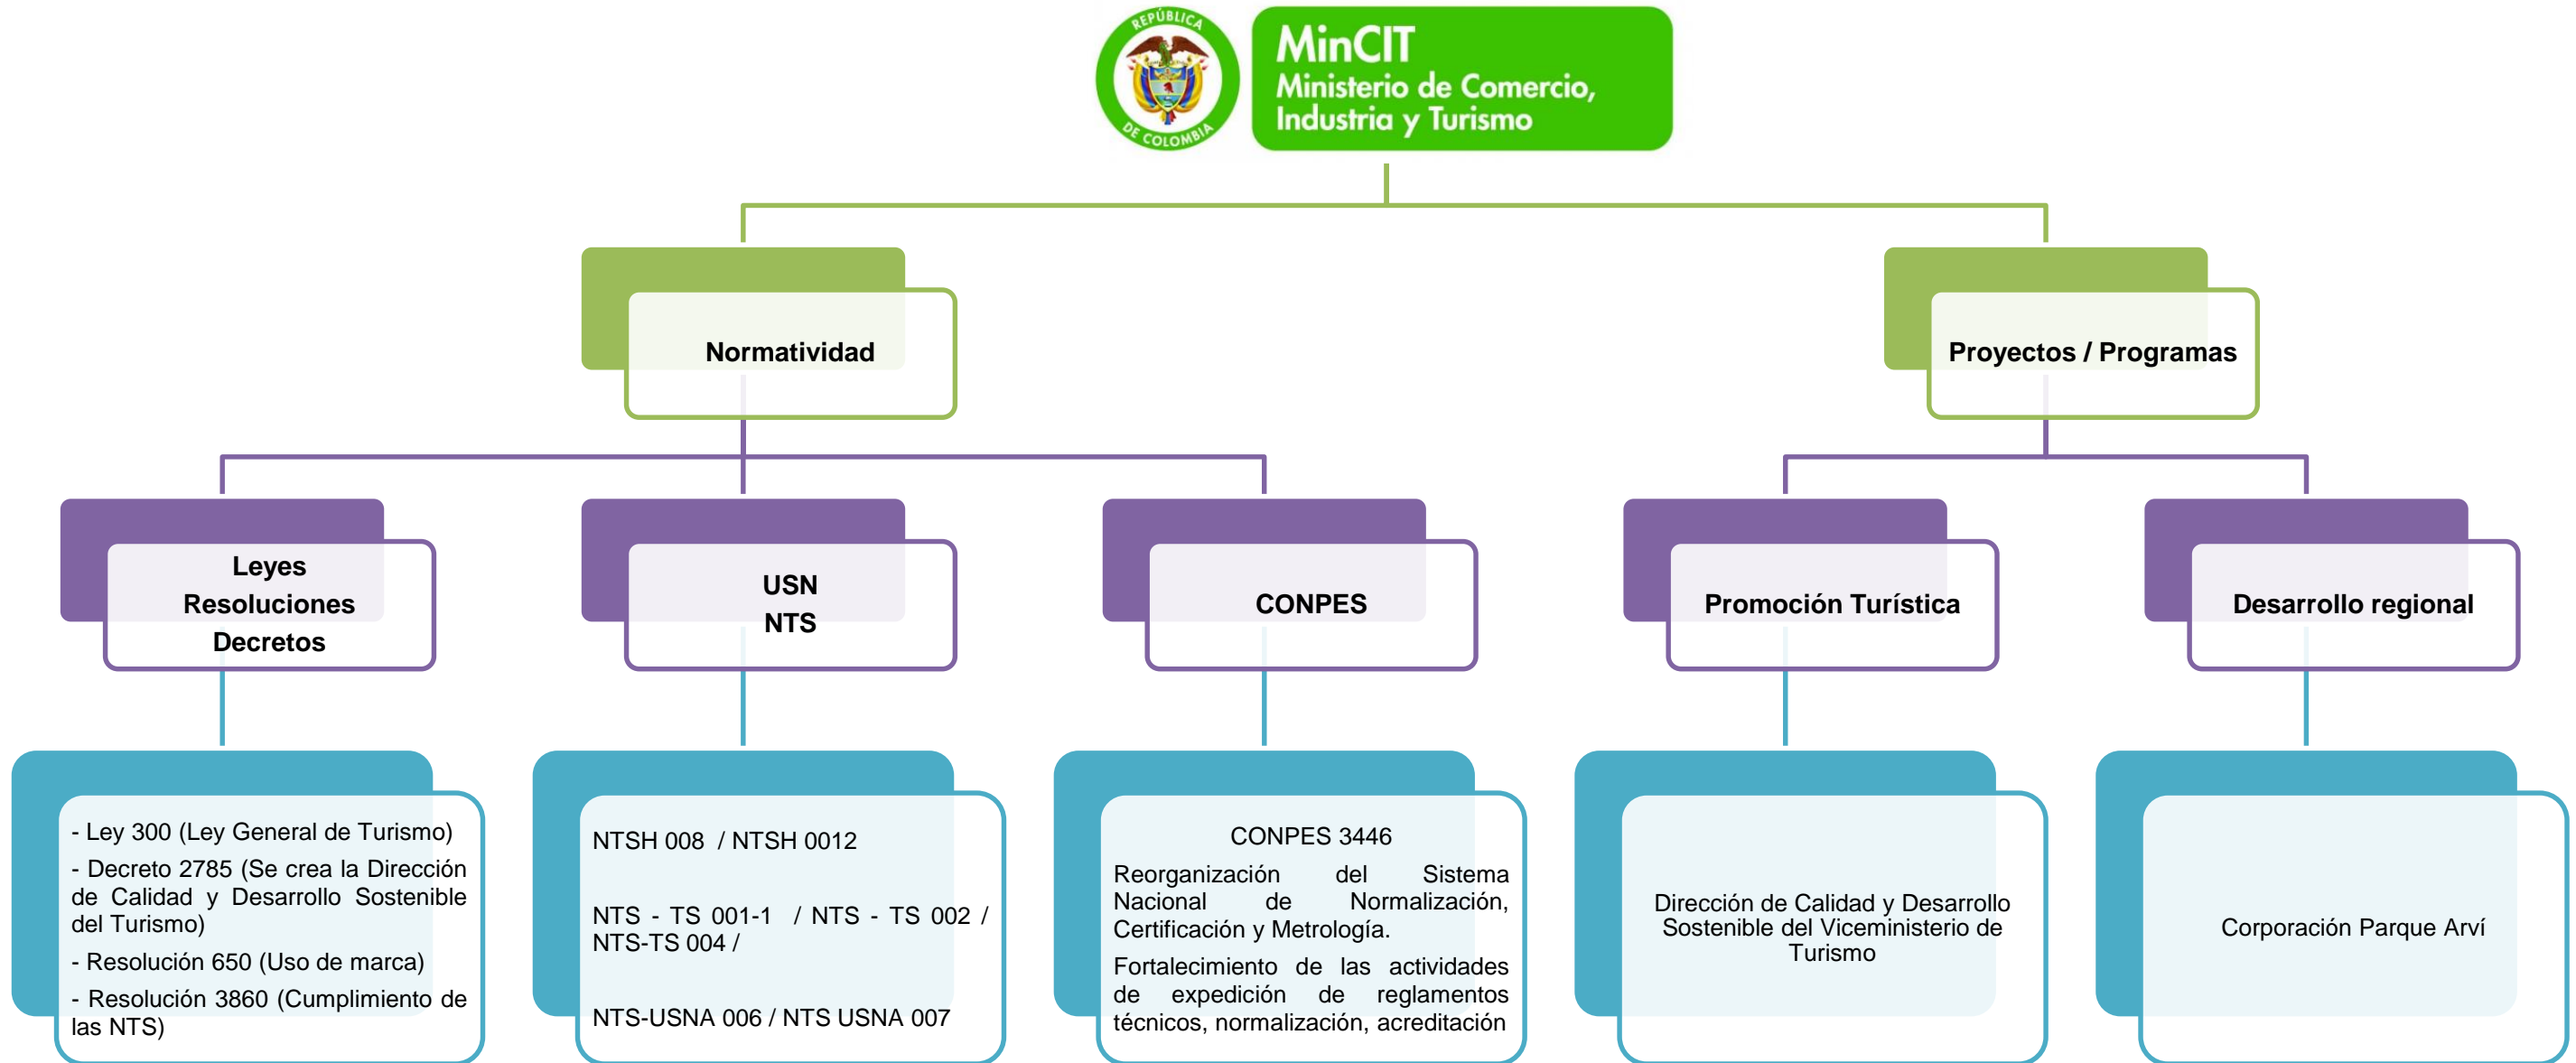 REPÚBLICA
DE COLOMBIA
MinCIT
Ministerio de Comercio,
Industria y Turismo
Normatividad
Proyectos / Programas
Leyes
Resoluciones
Decretos
USN
NTS
CONPES
Promoción Turística
Desarrollo regional
- Ley 300 (Ley General de Turismo)
- Decreto 2785 (Se crea la Dirección
de Calidad y Desarrollo Sostenible
del Turismo)
- Resolución 650 (Uso de marca)
- Resolución 3860 (Cumplimiento de
las NTS)
NTSH 008 / NTSH 0012
NTS - TS 001-1 / NTS - TS 002 /
NTS-TS 004 /
NTS-USNA 006 / NTS USNA 007
CONPES 3446
Reorganización del Sistema
Nacional de Normalización,
Certificación y Metrología.
Fortalecimiento de las actividades
de expedición de reglamentos
técnicos, normalización, acreditación
Dirección de Calidad y Desarrollo
Sostenible del Viceministerio de
Turismo
Corporación Parque Arví